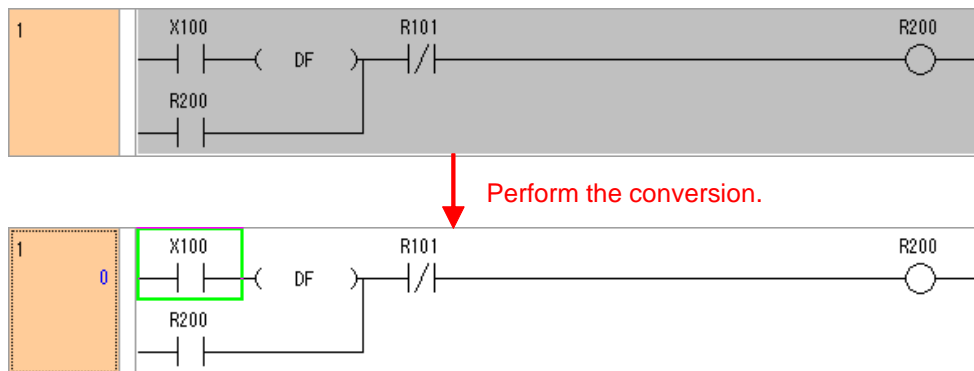 1 X100 R101 R200
DF
R200
Perform the conversion.
1 X100 R101 R200
0 DF
R200